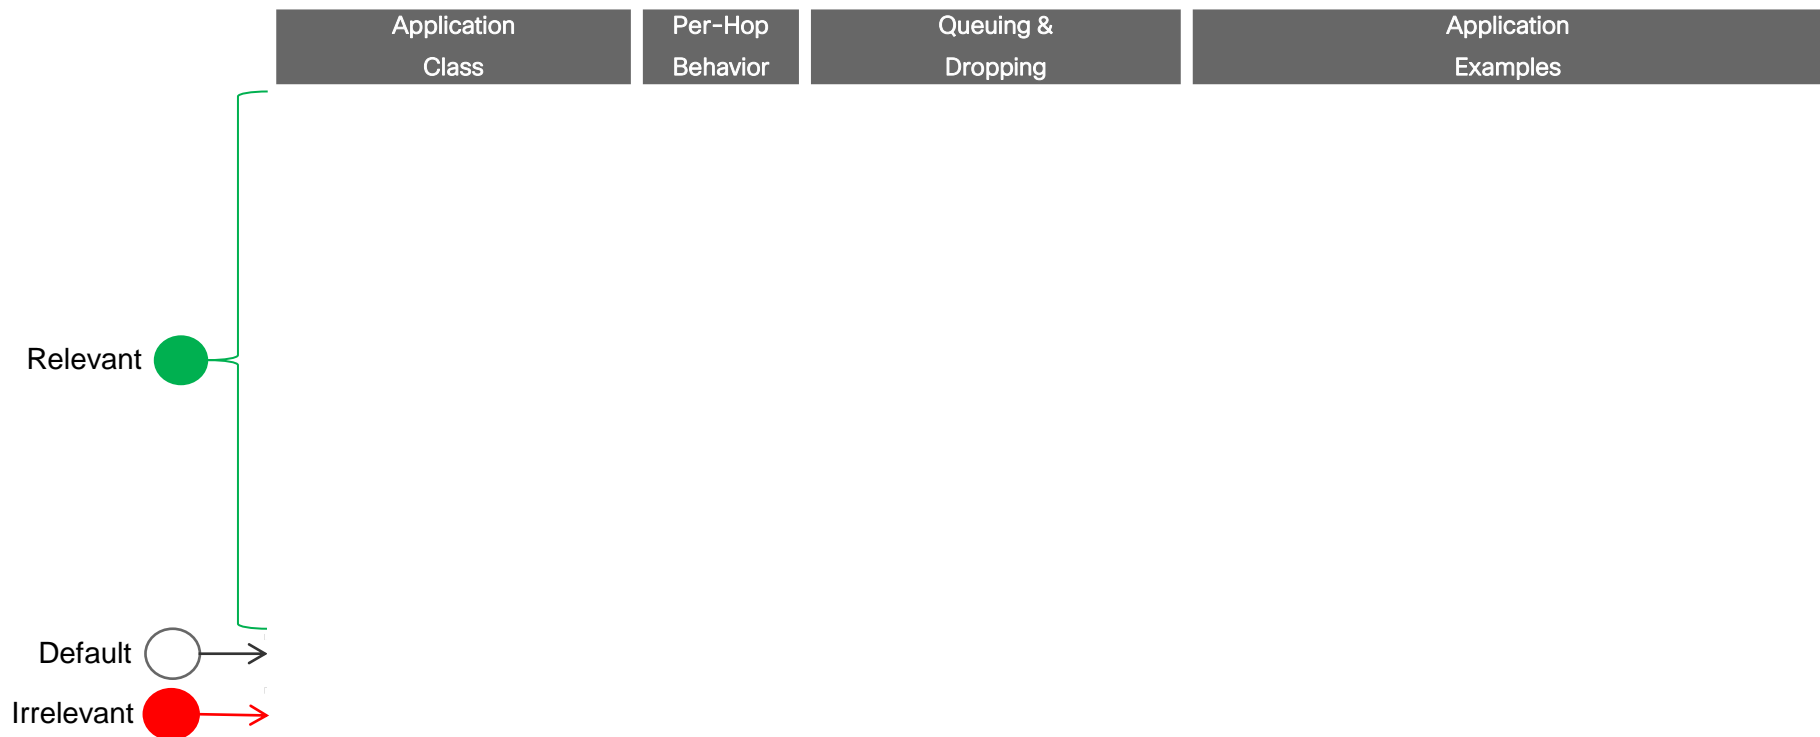 Application
Class
Per-Hop
Behavior
Queuing &
Dropping
Application
Examples
Relevant
Default
Irrelevant